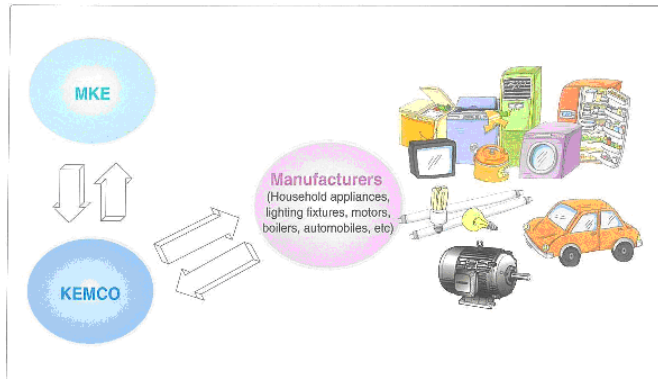 MKE
Manufacturers
(Household appliances,
lighting fixtures, motors,
boilers, automobiles, etc)
KEMCO